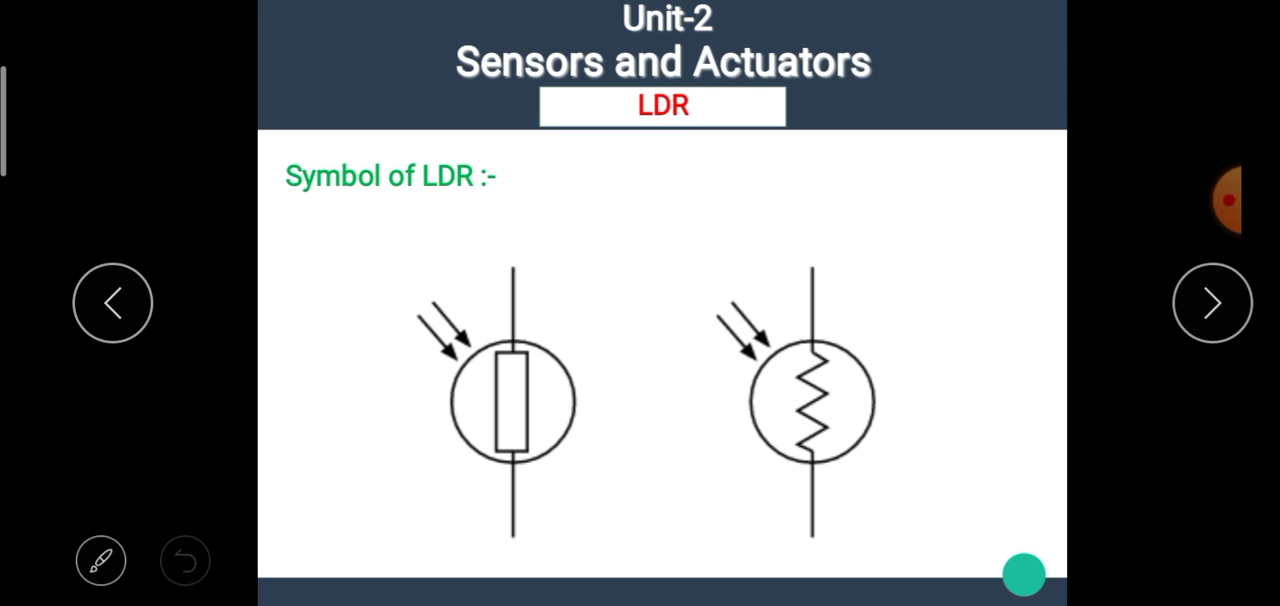 Unit-2
Sensors and Actuators
LDR
Symbol of LDR :-